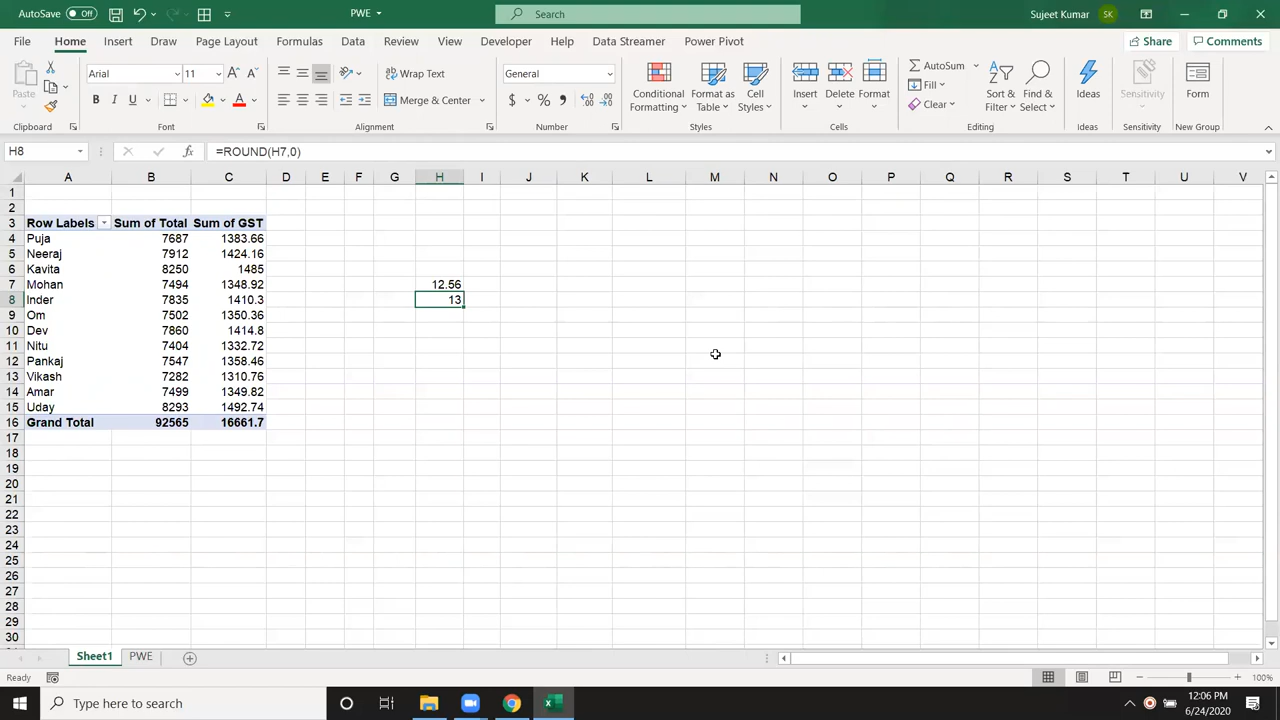 AutoSave Off PWE Search Sujeet Kumar SK
File Home Insert Draw Page Layout Formulas Data Review View Developer Help Data Streamer Power Pivot Share Comments
Paste Arial 11 Wrap Text General Conditional Formatting Format as Table Cell Styles Insert Delete Format AutoSum Fill Clear Sort & Filter Find & Select Ideas Sensitivity Form
B I U A Merge & Center $ %
Clipboard Font Alignment Number Styles Cells Editing Ideas Sensitivity New Group
H8 fx =ROUND(H7,0)
A B C D E F G H I J K L M N O P Q R S T U V
1
2
3 Row Labels Sum of Total Sum of GST
4 Puja 7687 1383.66
5 Neeraj 7912 1424.16
6 Kavita 8250 1485
7 Mohan 7494 1348.92 12.56
8 Inder 7835 1410.3 13
9 Om 7502 1350.36
10 Dev 7860 1414.8
11 Nitu 7404 1332.72
12 Pankaj 7547 1358.46
13 Vikash 7282 1310.76
14 Amar 7499 1349.82
15 Uday 8293 1492.74
16 Grand Total 92565 16661.7
17
18
19
20
21
22
23
24
25
26
27
28
29
30
Sheet1 PWE
Ready 100%
Type here to search 12:06 PM
6/24/2020